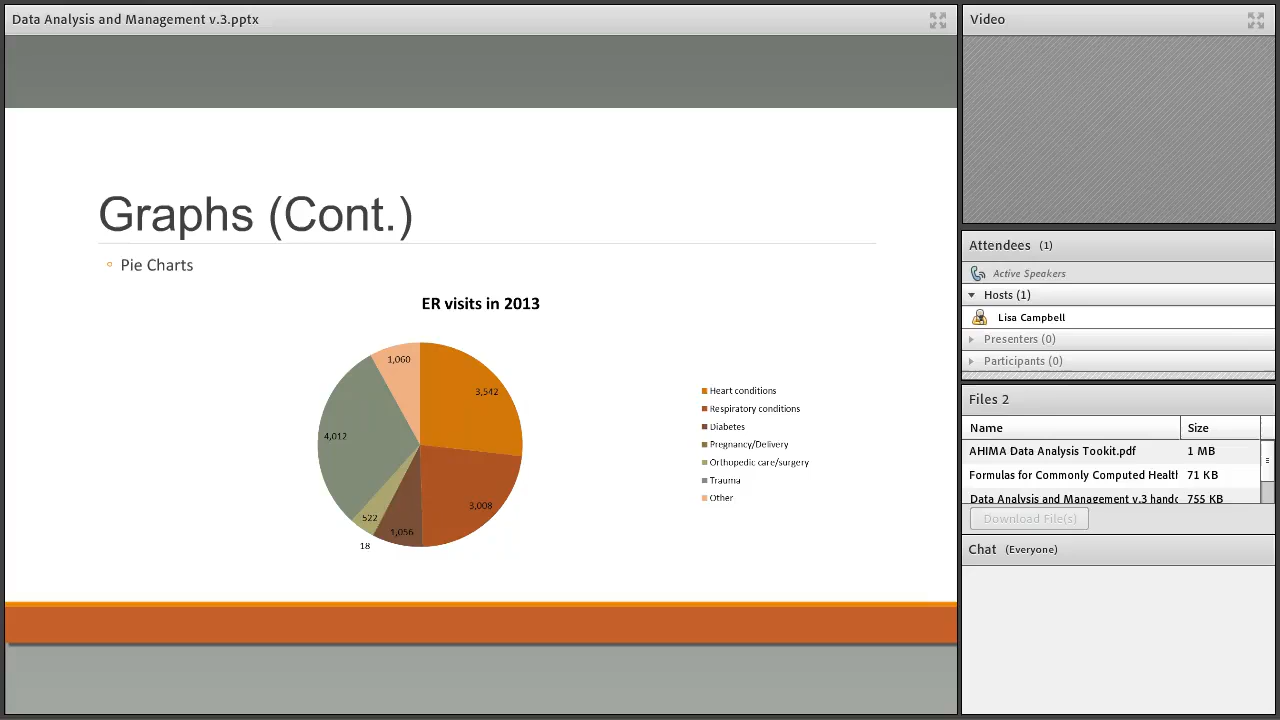 Data Analysis and Management v.3.pptx
Graphs (Cont.)
Pie Charts
ER visits in 2013
1,060
3,542
4,012
3,008
522
1,056
18
Heart conditions
Respiratory conditions
Diabetes
Pregnancy/Delivery
Orthopedic care/surgery
Trauma
Other
Video
Attendees (1)
Active Speakers
Hosts (1)
Lisa Campbell
Presenters (0)
Participants (0)
Files 2
Name Size
AHIMA Data Analysis Tookit.pdf 1 MB
Formulas for Commonly Computed Healt 71 KB
Data Analysis and Management v.3 hando 755 KB
Download File(s)
Chat (Everyone)